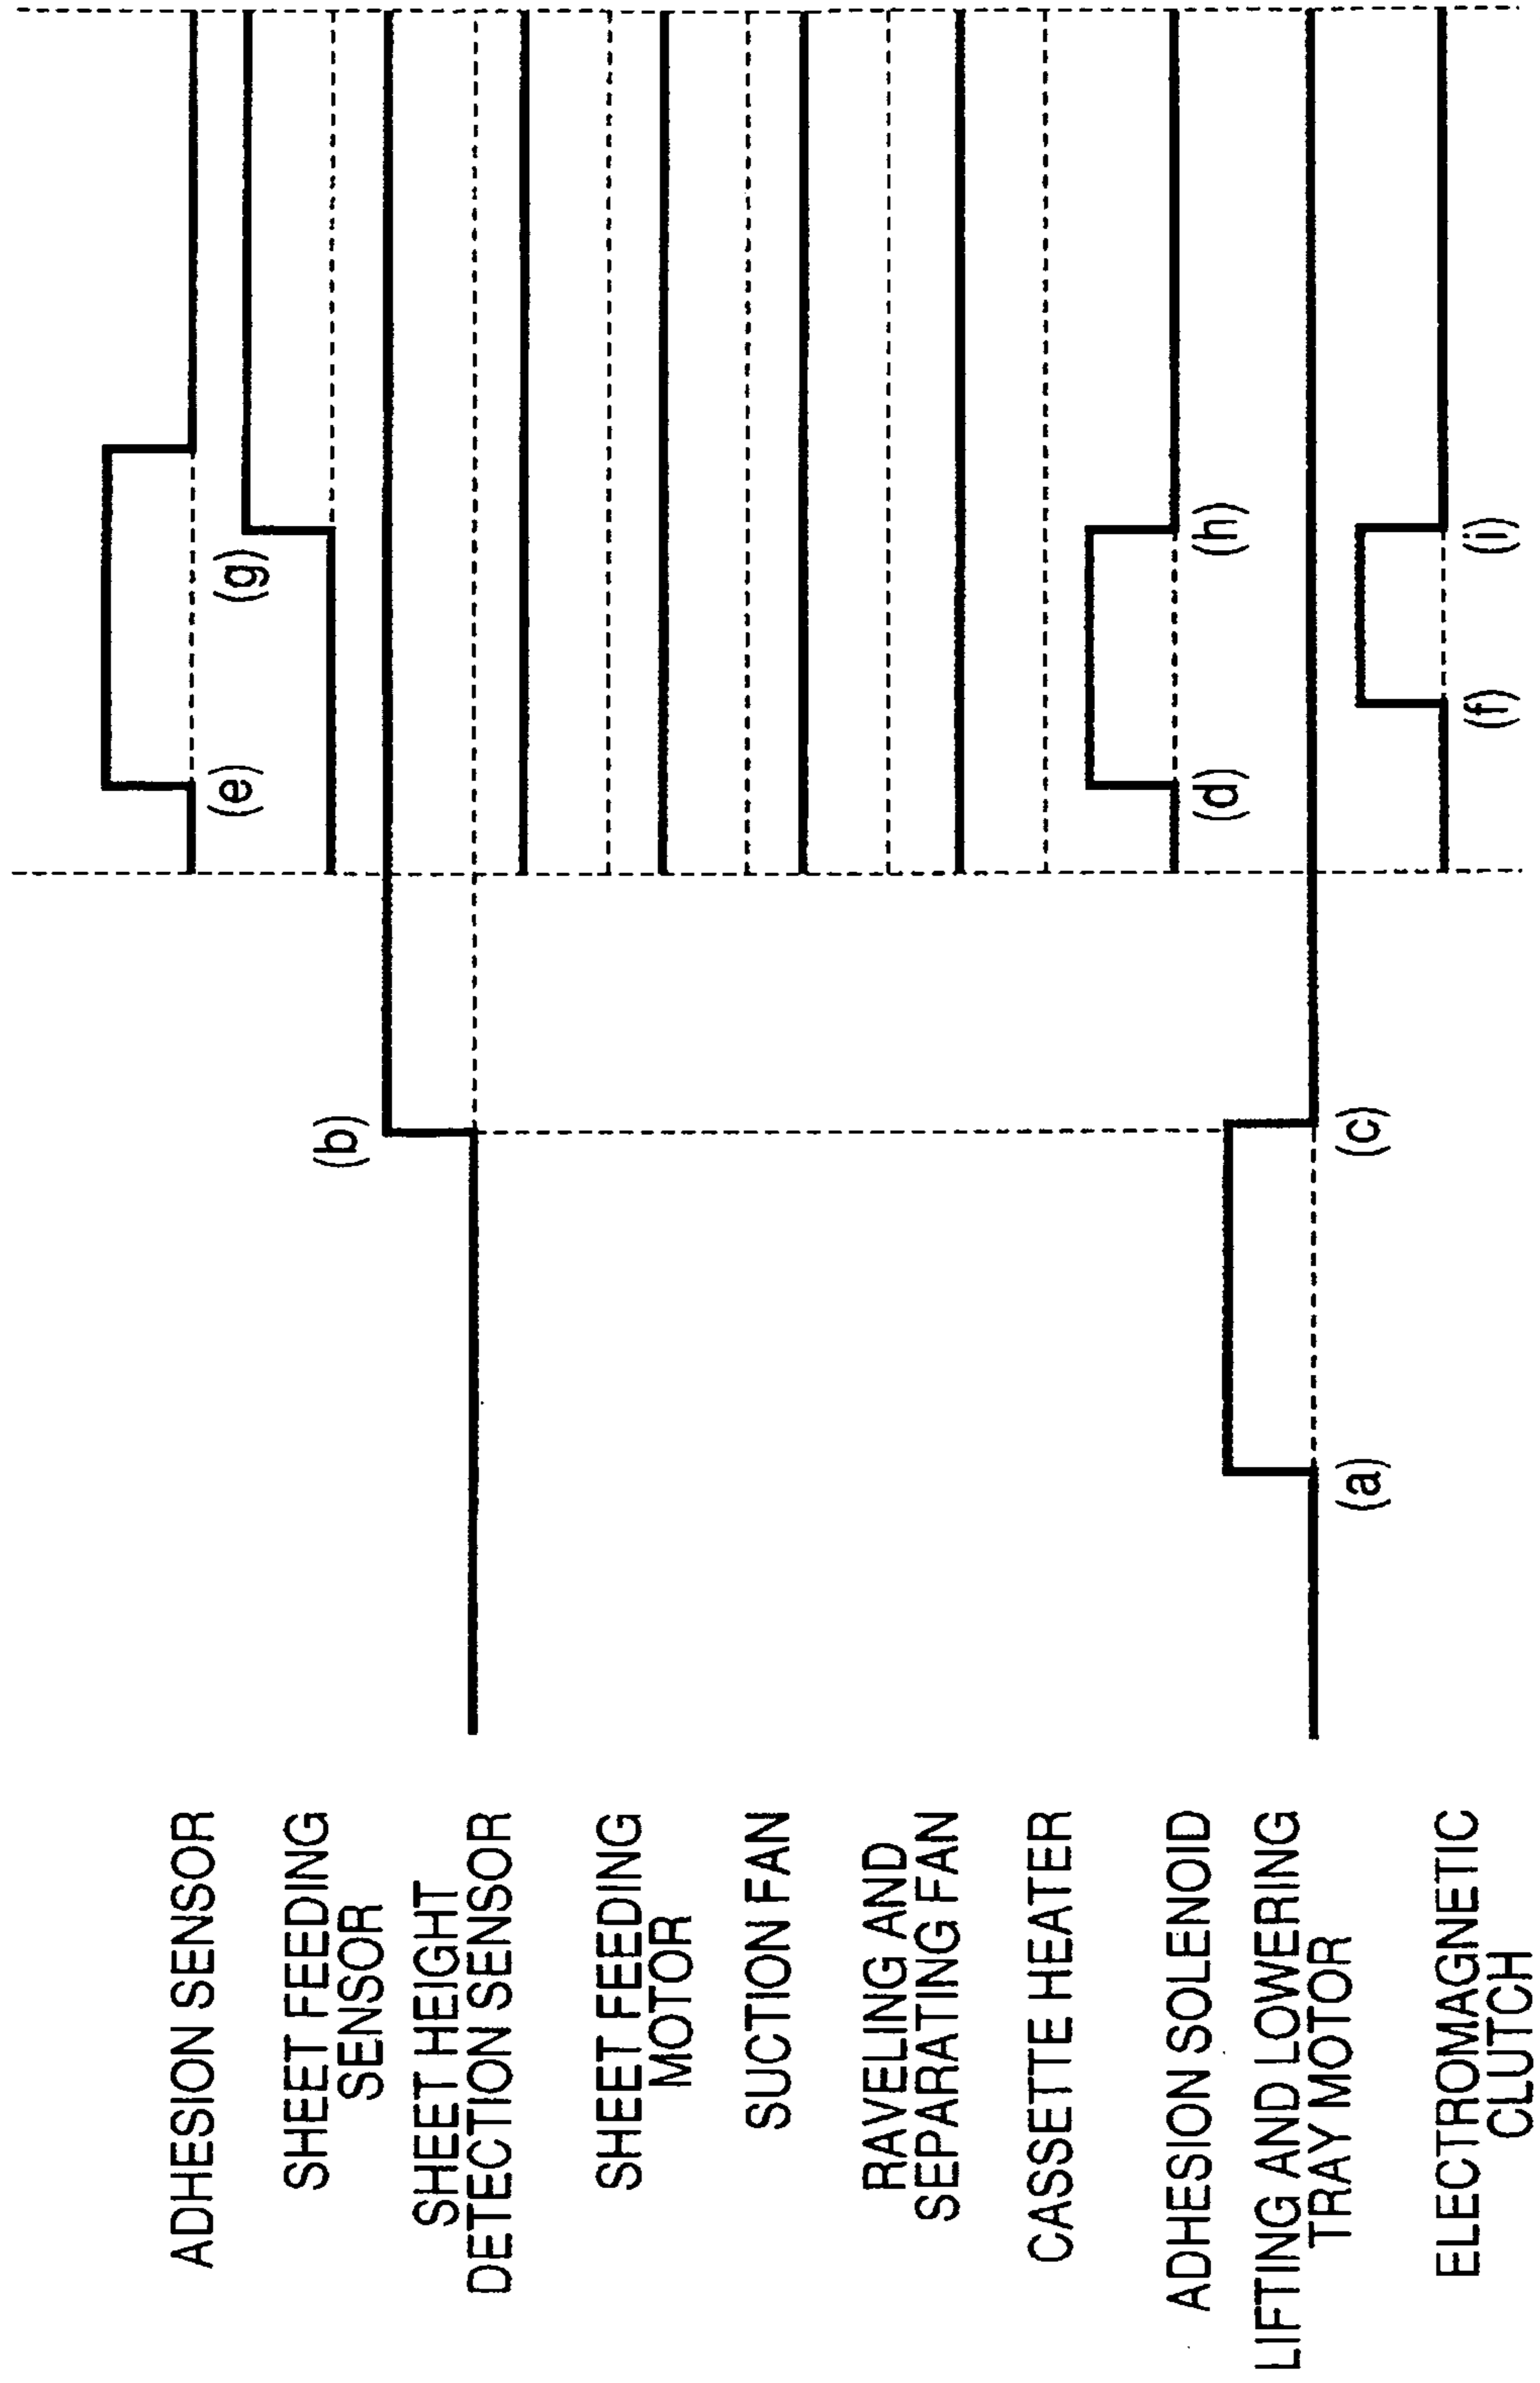 ADHESION SENSOR
SHEET FEEDING
SENSOR
SHEET HEIGHT
DETECTION SENSOR
SHEET FEEDING
MOTOR
SUCTION FAN
RAVELING AND
SEPARATING FAN
CASSETTE HEATER
ADHESION SOLENOID
LIFTING AND LOWERING
TRAY MOTOR
ELECTROMAGNETIC
CLUTCH
(e)
(g)
(b)
(d)
(h)
(a)
(c)
(f)
(i)